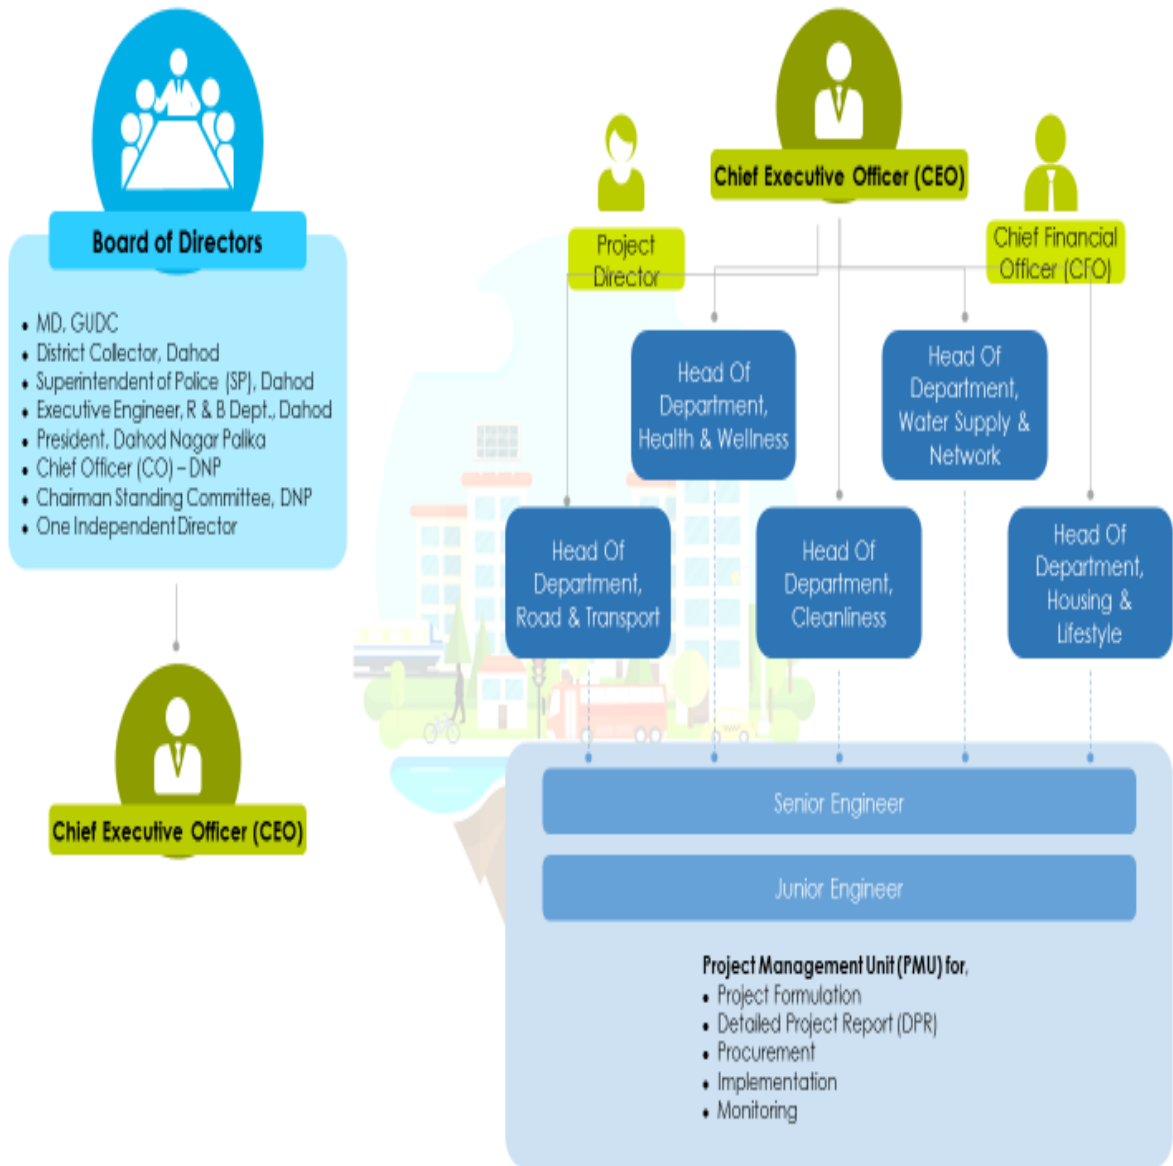 Board of Directors
MD, GUDC
District Collector, Dahod
Superintendent of Police (SP), Dahod
Executive Engineer, R & B Dept., Dahod
President, Dahod Nagar Palika
Chief Officer (CO) – DNP
Chairman Standing Committee, DNP
One Independent Director
Chief Executive Officer (CEO)
Chief Executive Officer (CEO)
Project
Director
Chief Financial
Officer (CFO)
Head Of
Department,
Health & Wellness
Head Of
Department,
Water Supply &
Network
Head Of
Department,
Road & Transport
Head Of
Department,
Cleanliness
Head Of
Department,
Housing &
Lifestyle
Senior Engineer
Junior Engineer
Project Management Unit (PMU) for,
Project Formulation
Detailed Project Report (DPR)
Procurement
Implementation
Monitoring